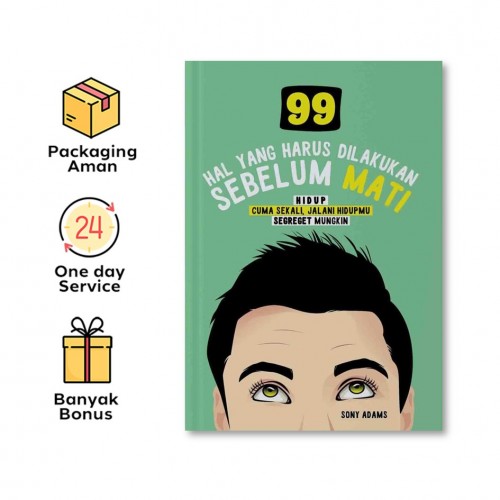 Packaging
Aman
24
One day
Service
Banyak
Bonus
99
HAL YANG HARUS DILAKUKAN
SEBELUM MATI
HIDUP
CUMA SEKALI, JALANI HIDUPMU
SEGREGET MUNGKIN
SONY ADAMS